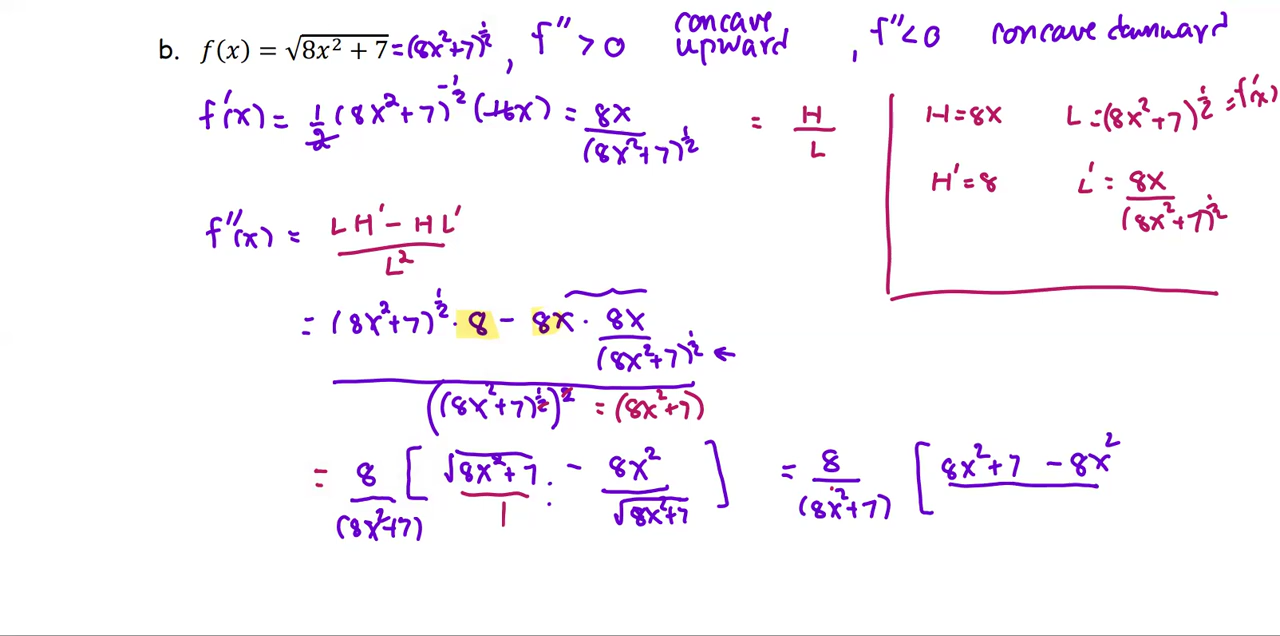 b. f(x) = √(8x² + 7) = (8x²+7)^½ , f″ > 0 concave upward , f″ < 0 concave downward
f′(x) = ½ (8x²+7)^(-½) (16x) = 8x / (8x²+7)^½ = H / L
H = 8x L = (8x²+7)^½ = f′(x)
H′ = 8 L′ = 8x / (8x²+7)^½
f″(x) = (LH′ − HL′) / L²
= ((8x²+7)^½ · 8 − 8x · 8x / (8x²+7)^½ ←) / ((8x²+7)^½)² = (8x²+7)
= 8 / (8x²+7) [ √(8x²+7) / 1 : − 8x² / √(8x²+7) ] = 8 / (8x²+7) [ 8x²+7 − 8x²